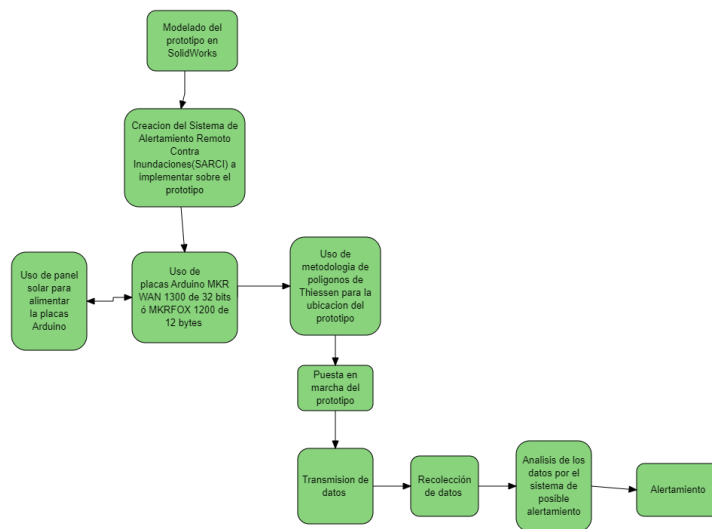 Modelado del
prototipo en
SolidWorks
Creacion del Sistema de
Alertamiento Remoto
Contra
Inundaciones(SARCI) a
implementar sobre el
prototipo
Uso de panel
solar para
alimentar
la placas
Arduino
Uso de
placas Arduino MKR
WAN 1300 de 32 bits
ó MKRFOX 1200 de
12 bytes
Uso de
metodologia de
poligonos de
Thiessen para la
ubicacion del
prototipo
Puesta en
marcha del
prototipo
Transmision de
datos
Recolección
de datos
Analisis de los
datos por el
sistema de
posible
alertamiento
Alertamiento